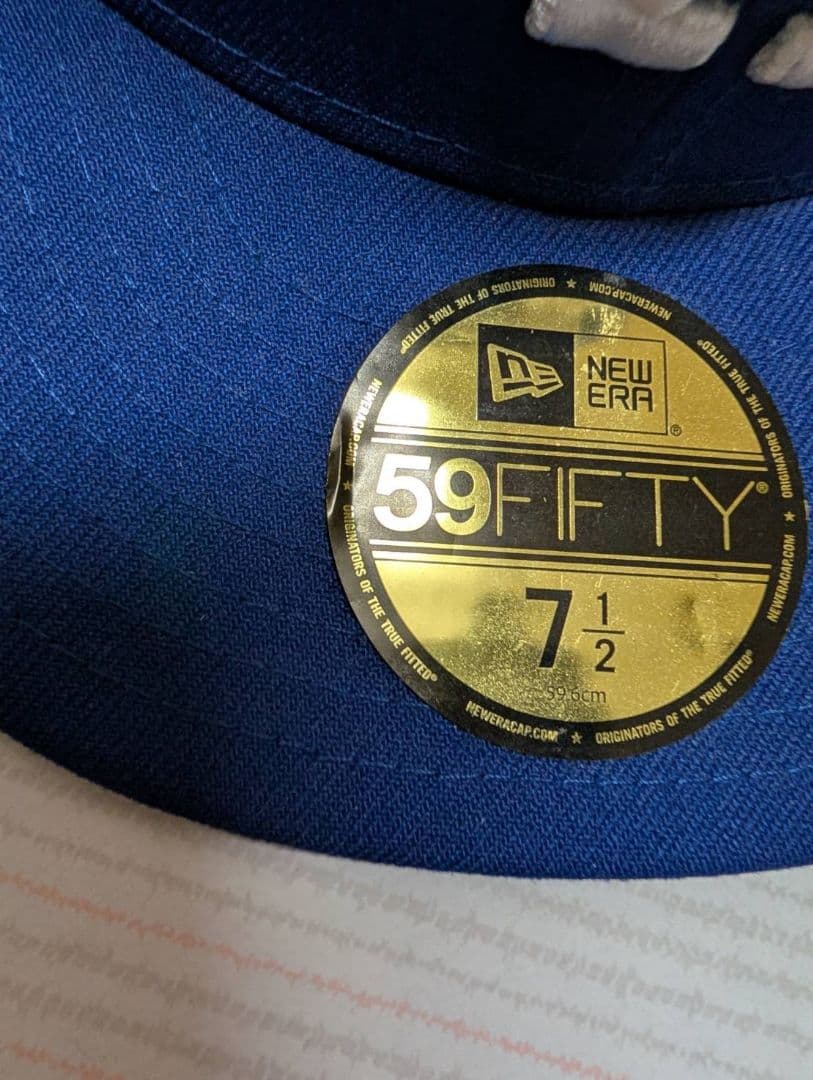 NEW
ERA®
59FIFTY®
7 1/2
59.6cm
NEWERACAP.COM ★ ORIGINATORS OF THE TRUE FITTED®
NEWERACAP.COM ★ ORIGINATORS OF THE TRUE FITTED®
NEWERACAP.COM ★ ORIGINATORS OF THE TRUE FITTED®
NEWERACAP.COM ★ ORIGINATORS OF THE TRUE FITTED®